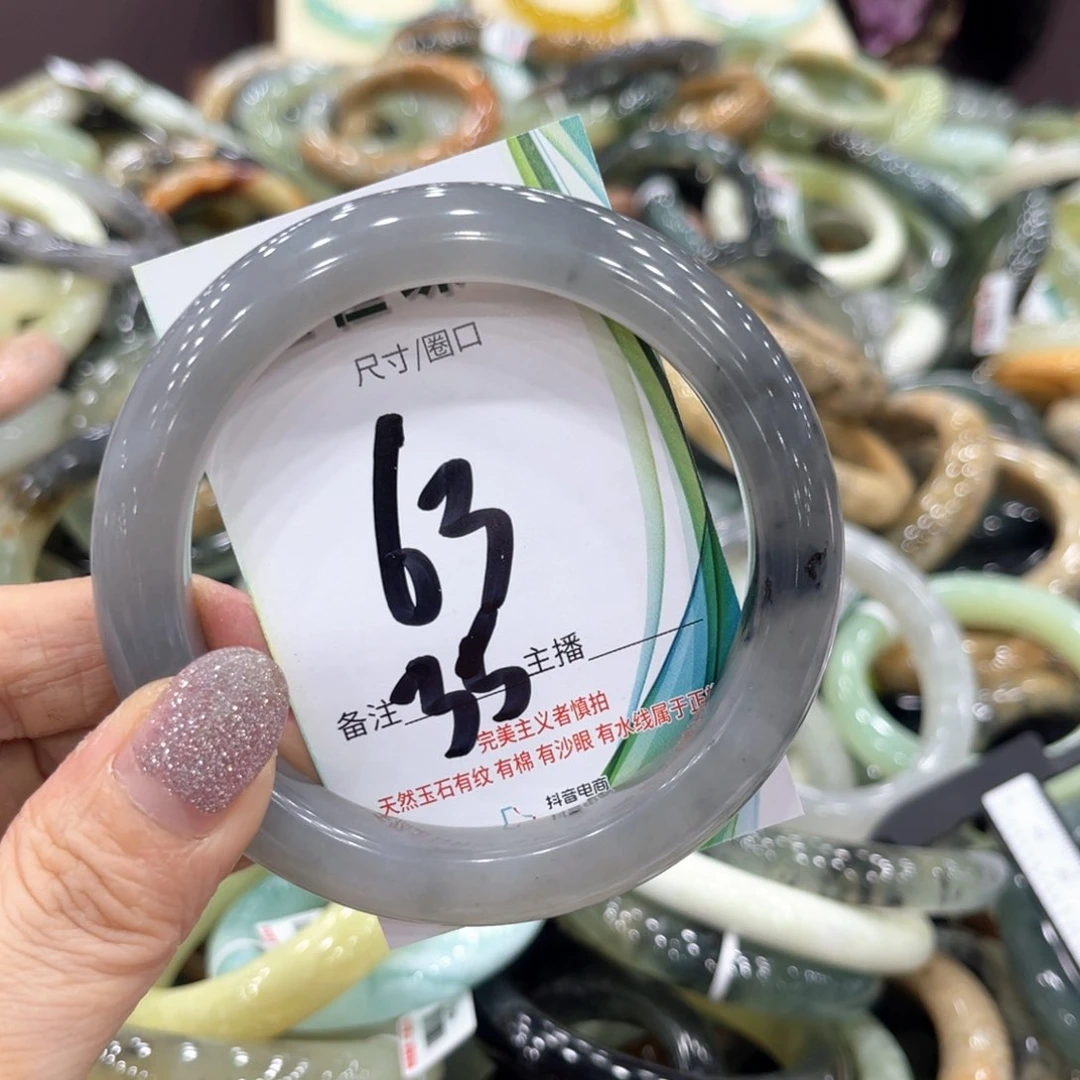 尺寸/圈口
63
35
主播
备注
完美主义者慎拍
天然玉石有纹 有棉 有沙眼 有水线属于正
抖音电商